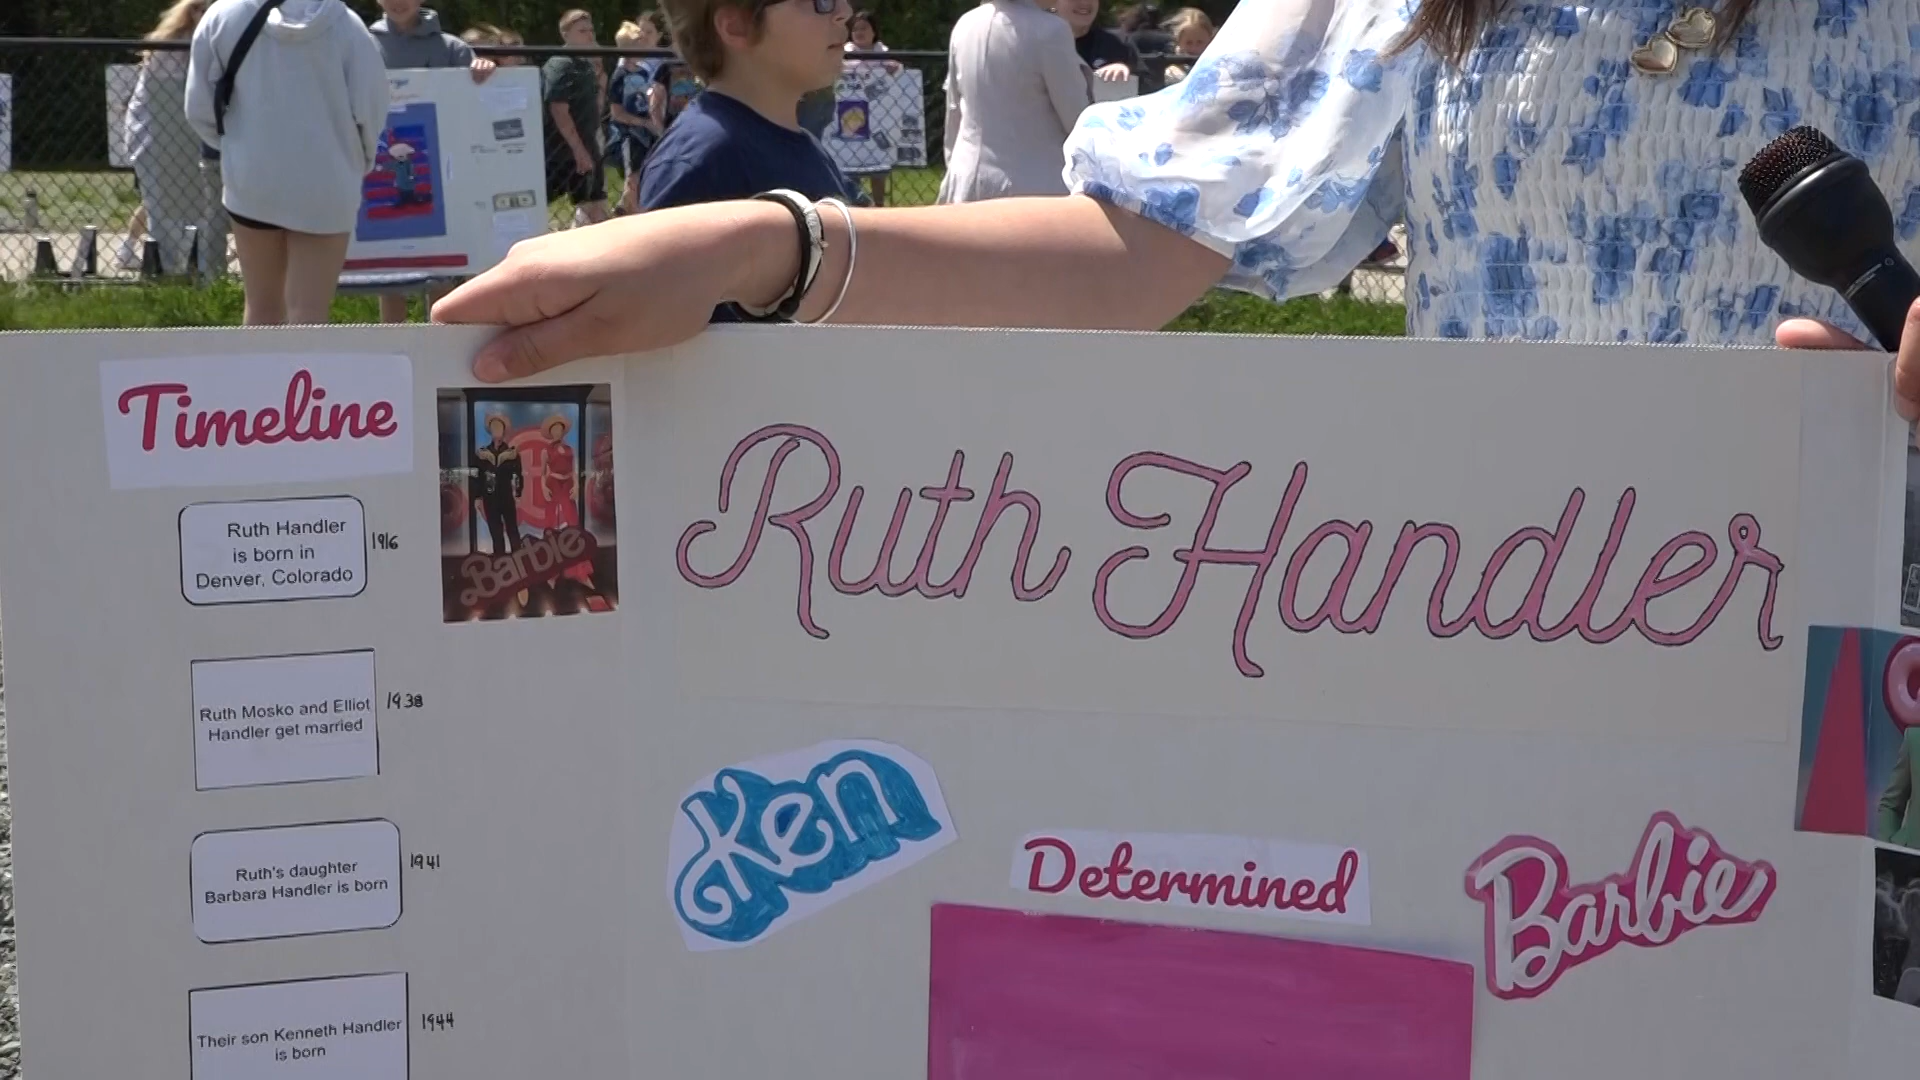 Timeline
Ruth Handler
is born in
Denver, Colorado
1916
Ruth Mosko and Elliot
Handler get married
1938
Ruth's daughter
Barbara Handler is born
1941
Their son Kenneth Handler
is born
1944
Barbie
Ruth Handler
Ken
Determined
Barbie